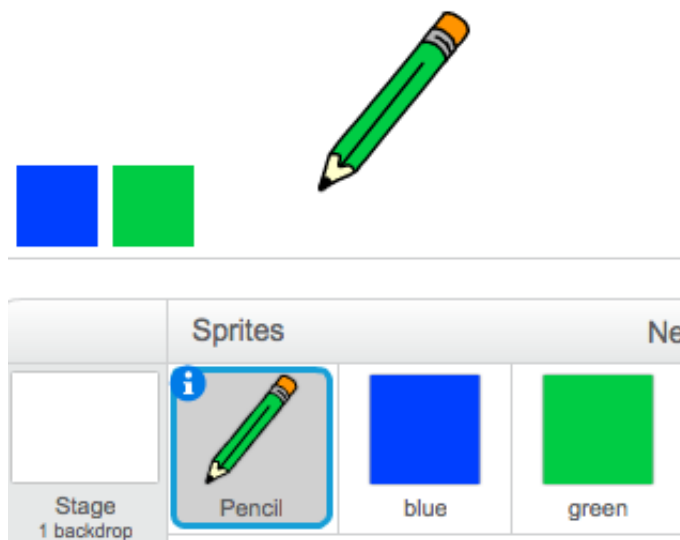 Sprites
Ne
i
Pencil
blue
green
Stage
1 backdrop